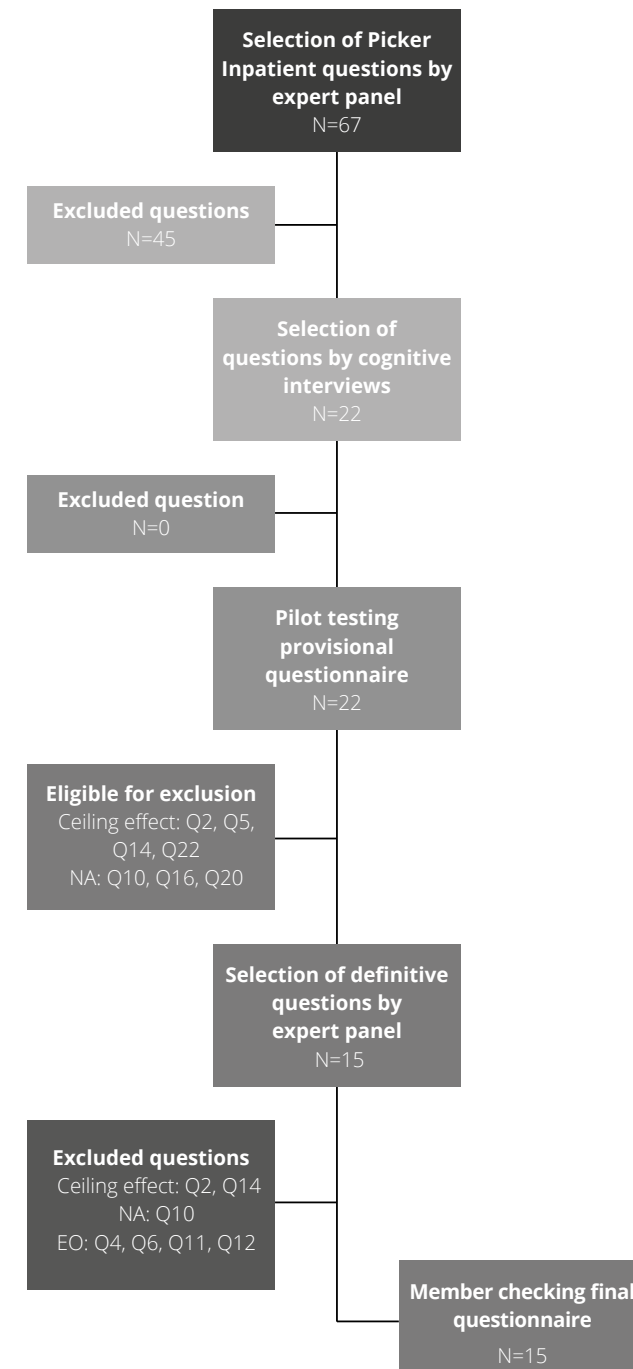 Selection of Picker
Inpatient questions by
expert panel
N=67
Excluded questions
N=45
Selection of
questions by cognitive
interviews
N=22
Excluded question
N=0
Pilot testing
provisional
questionnaire
N=22
Eligible for exclusion
Ceiling effect: Q2, Q5,
Q14, Q22
NA: Q10, Q16, Q20
Selection of definitive
questions by
expert panel
N=15
Excluded questions
Ceiling effect: Q2, Q14
NA: Q10
EO: Q4, Q6, Q11, Q12
Member checking final
questionnaire
N=15